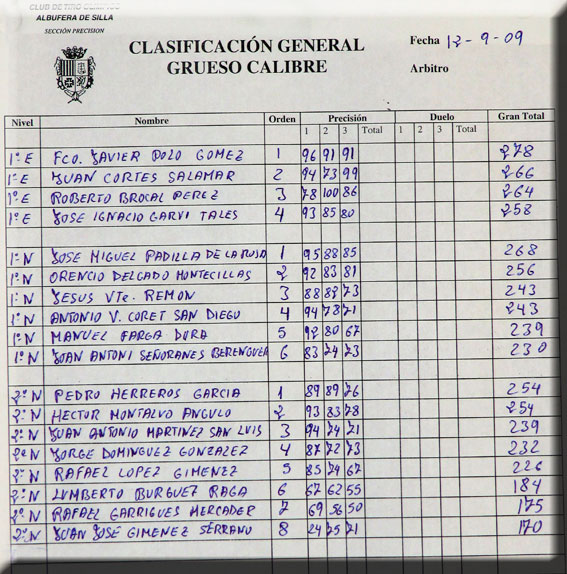 CLUB DE TIRO OLIMPICO
ALBUFERA DE SILLA
SECCIÓN PRECISION
CLASIFICACIÓN GENERAL
GRUESO CALIBRE
Fecha 12-9-09
Arbitro
Nivel Nombre Orden Precisión Duelo Gran Total
1 2 3 Total 1 2 3 Total
1º E FCO. JAVIER POLO GOMEZ 1 96 91 91 278
1º E JUAN CORTES SALAMAR 2 94 73 99 266
1º E ROBERTO BROCAL PEREZ 3 78 100 86 264
1º E JOSE IGNACIO GARVI TALES 4 93 85 80 258
1º N JOSE MIGUEL PADILLA DE LA RUSA 1 95 88 85 268
1º N ORENCIO DELGADO MONTECILLAS 2 92 83 81 256
1º N JESUS VTE. REMON 3 88 82 73 243
1º N ANTONIO V. CORET SAN DIEGO 4 94 78 71 243
1º N MANUEL FARGA DURA 5 92 80 67 239
1º N JOAN ANTONI SEÑORANES BERENGUER 6 83 74 73 230
2º N PEDRO HERREROS GARCIA 1 89 89 76 254
2º N HECTOR MONTALVO ANGULO 2 93 83 78 254
2º N JUAN ANTONIO MARTINEZ SAN LUIS 3 94 74 71 239
2º N JORGE DOMINGUEZ GONZALEZ 4 87 72 73 232
2º N RAFAEL LOPEZ GIMENEZ 5 85 74 67 226
2º N LUMBERTO BURGUEZ RAGA 6 67 62 55 184
2º N RAFAEL GARRIGUES MERCADER 7 69 56 50 175
2º N JUAN JOSÉ GIMENEZ SERRANO 8 24 75 71 170